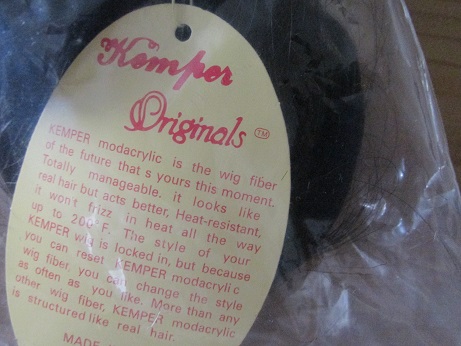 Kemper
Originals TM
KEMPER modacrylic is the wig fiber
of the future that s yours this moment.
Totally manageable. it looks like
real hair but acts better, Heat-resistant,
it won't frizz in heat all the way
up to 200°F. The style of your
KEMPER wig is locked in, but because
you can reset KEMPER modacrylic
wig fiber, you can change the style
as often as you like. More than any
other wig fiber, KEMPER modacrylic
is structured like real hair.
MADE